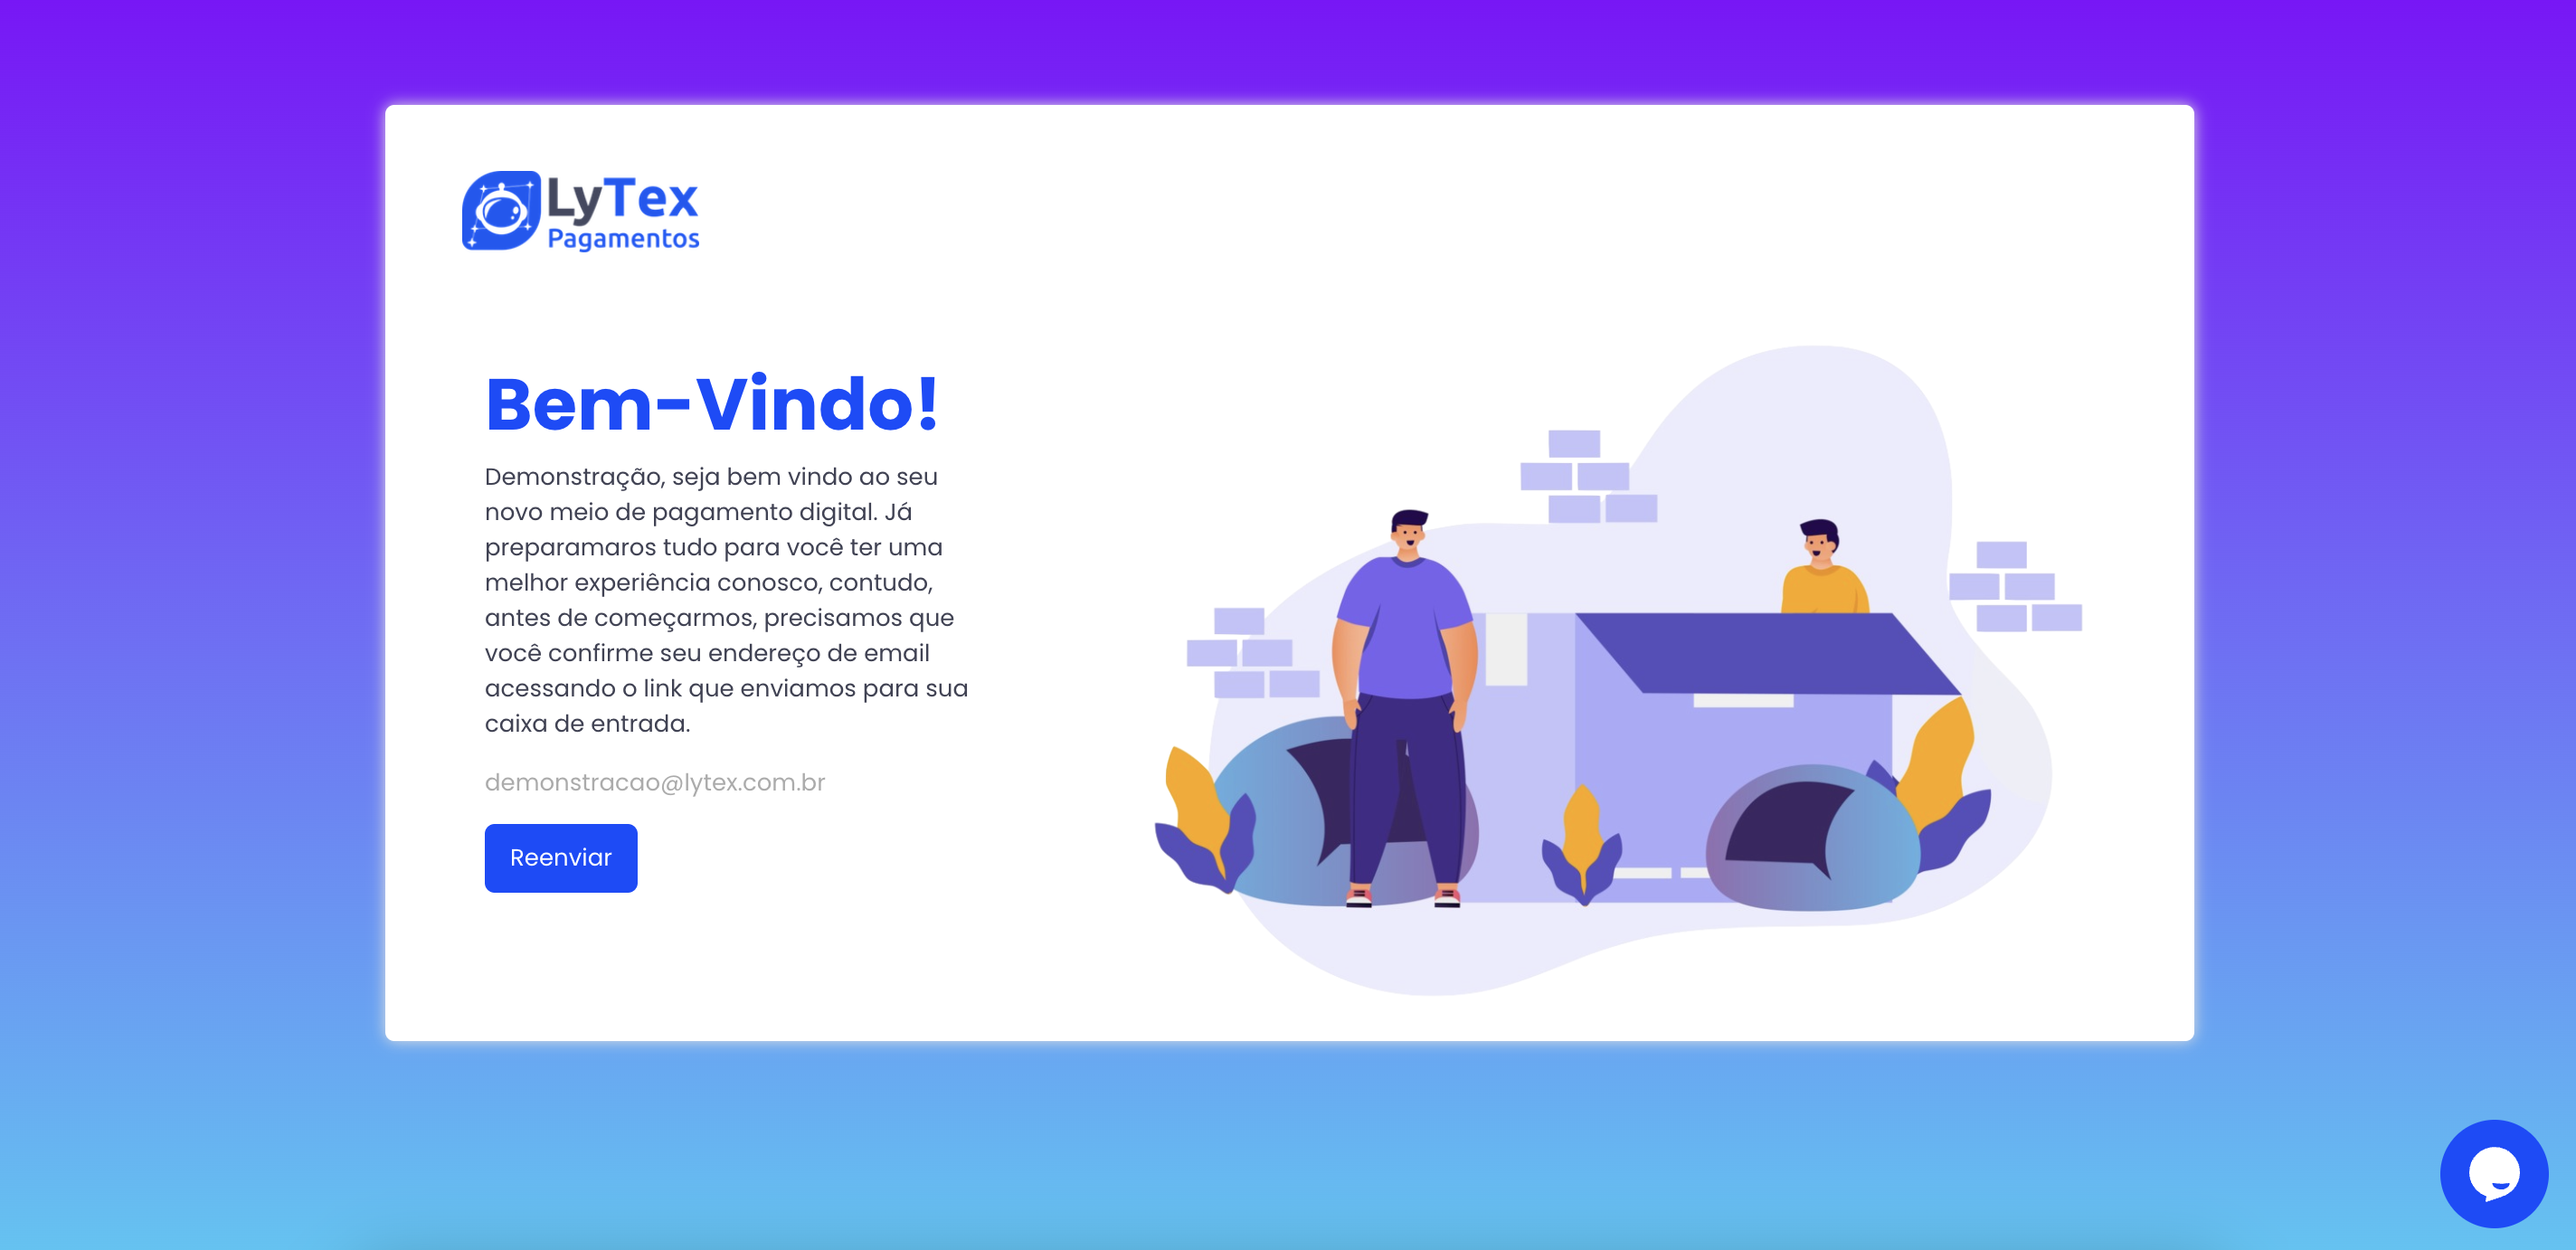 LyTex
Pagamentos
Bem-Vindo!
Demonstração, seja bem vindo ao seu
novo meio de pagamento digital. Já
preparamaros tudo para você ter uma
melhor experiência conosco, contudo,
antes de começarmos, precisamos que
você confirme seu endereço de email
acessando o link que enviamos para sua
caixa de entrada.
demonstracao@lytex.com.br
Reenviar